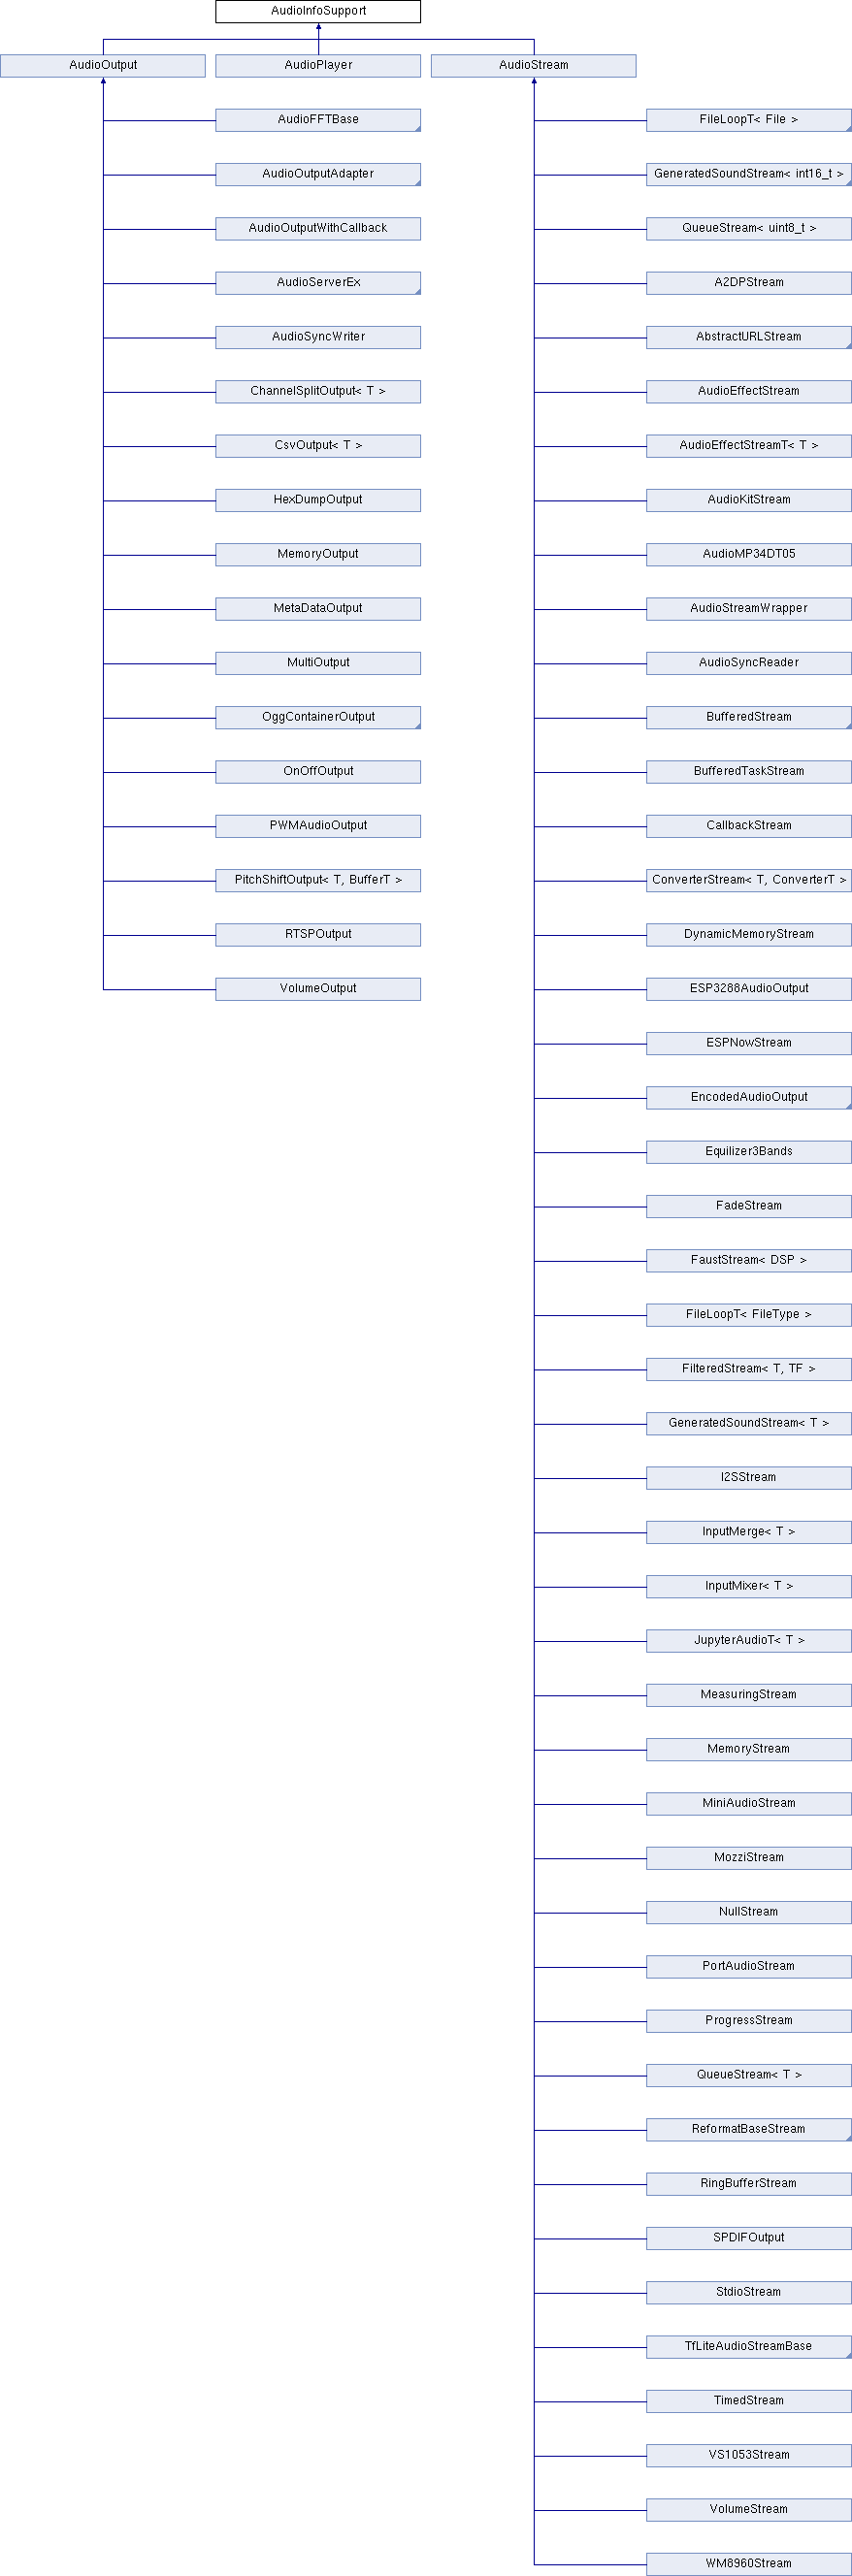 AudioInfoSupport
AudioOutput
AudioPlayer
AudioStream
AudioFFTBase
AudioOutputAdapter
AudioOutputWithCallback
AudioServerEx
AudioSyncWriter
ChannelSplitOutput< T >
CsvOutput< T >
HexDumpOutput
MemoryOutput
MetaDataOutput
MultiOutput
OggContainerOutput
OnOffOutput
PWMAudioOutput
PitchShiftOutput< T, BufferT >
RTSPOutput
VolumeOutput
FileLoopT< File >
GeneratedSoundStream< int16_t >
QueueStream< uint8_t >
A2DPStream
AbstractURLStream
AudioEffectStream
AudioEffectStreamT< T >
AudioKitStream
AudioMP34DT05
AudioStreamWrapper
AudioSyncReader
BufferedStream
BufferedTaskStream
CallbackStream
ConverterStream< T, ConverterT >
DynamicMemoryStream
ESP3288AudioOutput
ESPNowStream
EncodedAudioOutput
Equilizer3Bands
FadeStream
FaustStream< DSP >
FileLoopT< FileType >
FilteredStream< T, TF >
GeneratedSoundStream< T >
I2SStream
InputMerge< T >
InputMixer< T >
JupyterAudioT< T >
MeasuringStream
MemoryStream
MiniAudioStream
MozziStream
NullStream
PortAudioStream
ProgressStream
QueueStream< T >
ReformatBaseStream
RingBufferStream
SPDIFOutput
StdioStream
TfLiteAudioStreamBase
TimedStream
VS1053Stream
VolumeStream
WM8960Stream